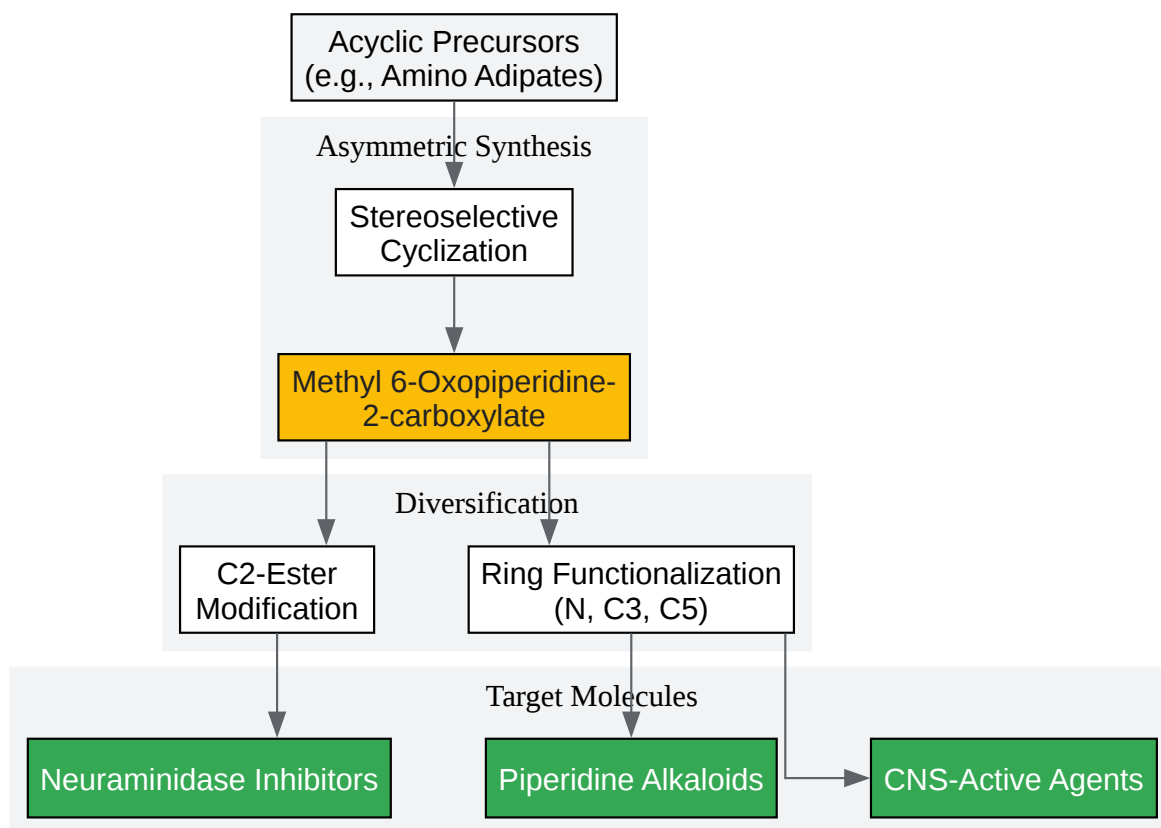 Acyclic Precursors
(e.g., Amino Adipates)
Asymmetric Synthesis
Stereoselective
Cyclization
Methyl 6-Oxopiperidine-
2-carboxylate
Diversification
C2-Ester
Modification
Ring Functionalization
(N, C3, C5)
Target Molecules
Neuraminidase Inhibitors
Piperidine Alkaloids
CNS-Active Agents